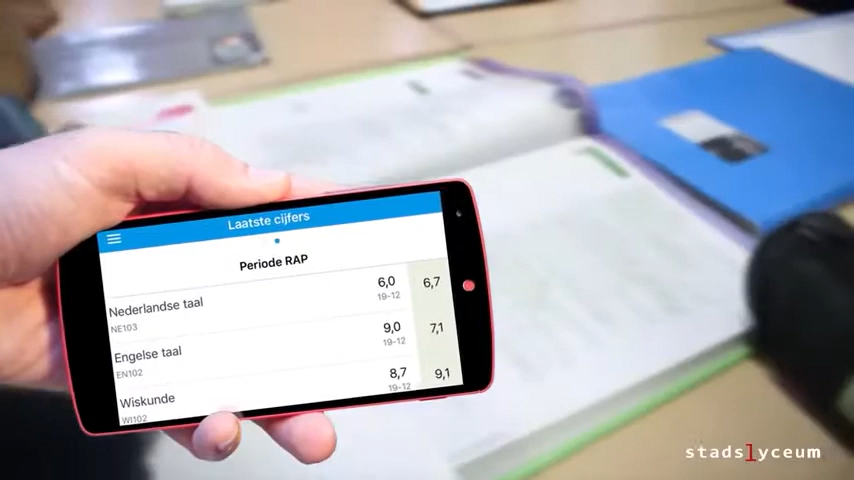 Laatste cijfers
Periode RAP
Nederlandse taal 6,0 6,7
NE103 19-12
Engelse taal 9,0 7,1
EN102 19-12
Wiskunde 8,7 9,1
WI102 19-12
stadslyceum